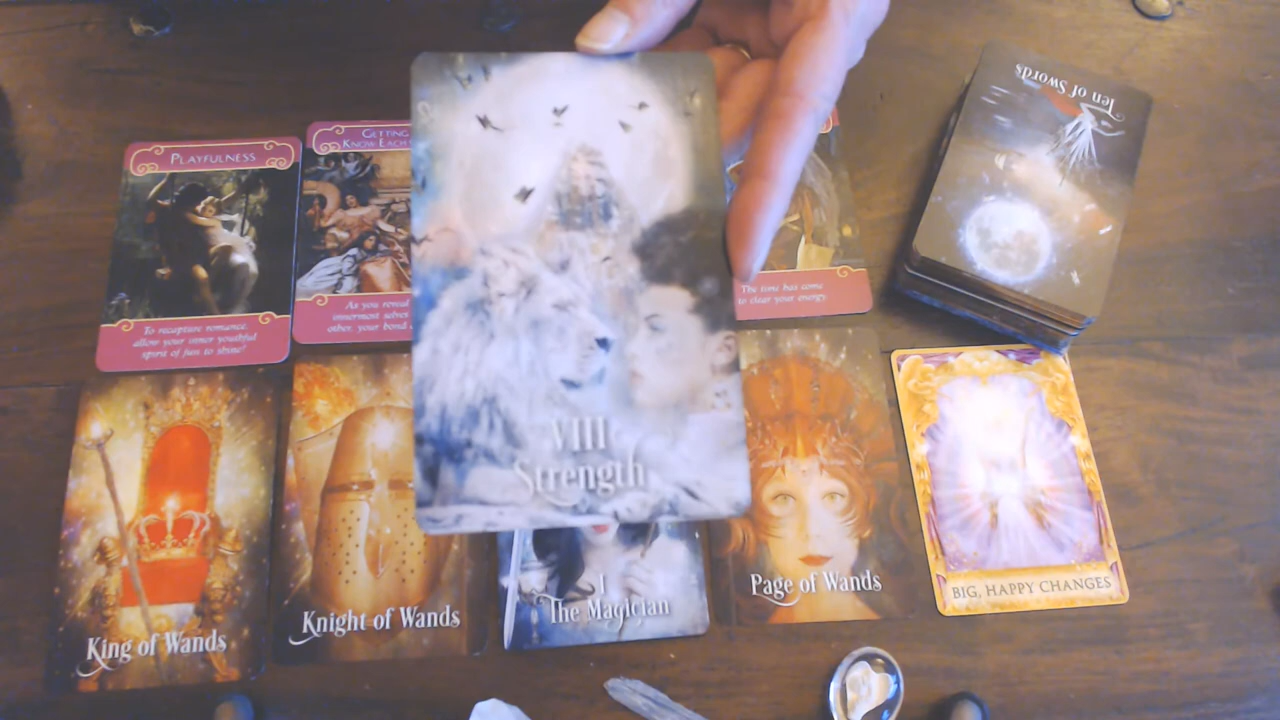 Ten of Swords
PLAYFULNESS
To recapture romance,
allow your inner youthful
spirit of fun to shine!
GETTING
KNOW EACH
As you reveal
innermost selves
other, your bond
The time has come
to clear your energy.
VIII
Strength
King of Wands
Knight of Wands
I
The Magician
Page of Wands
BIG, HAPPY CHANGES